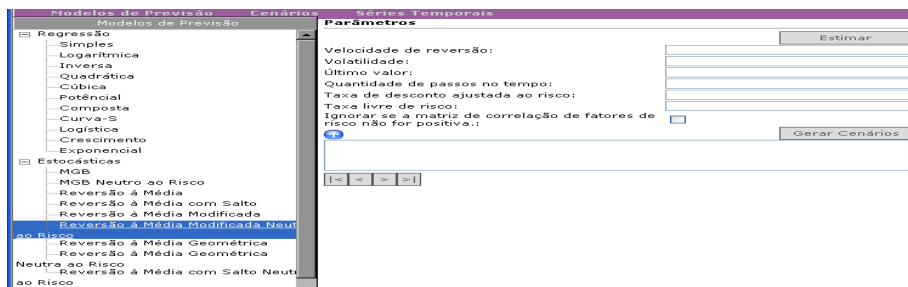 Modelos de Previsão Cenários Séries Temporais
Modelos de Previsão
Regressão
Simples
Logarítmica
Inversa
Quadrática
Cúbica
Potêncial
Composta
Curva-S
Logística
Crescimento
Exponencial
Estocásticas
MGB
MGB Neutro ao Risco
Reversão à Média
Reversão à Média com Salto
Reversão à Média Modificada
Reversão à Média Modificada Neut
ao Risco
Reversão à Média Geométrica
Reversão à Média Geométrica
Neutra ao Risco
Reversão à Média com Salto Neut
ao Risco
Parâmetros
Estimar
Velocidade de reversão:
Volatilidade:
Último valor:
Quantidade de passos no tempo:
Taxa de desconto ajustada ao risco:
Taxa livre de risco:
Ignorar se a matriz de correlação de fatores de
risco não for positiva.:
Gerar Cenários
|< < > >|